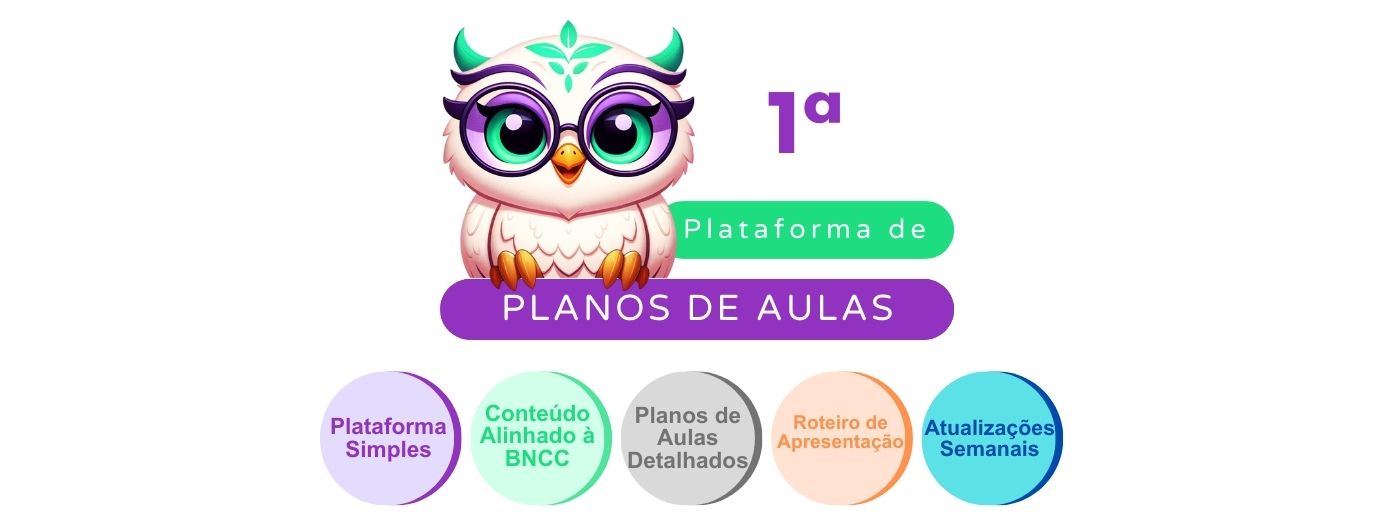 1ª
Plataforma de
PLANOS DE AULAS
Plataforma
Simples
Conteúdo
Alinhado à
BNCC
Planos de
Aulas
Detalhados
Roteiro de
Apresentação
Atualizações
Semanais